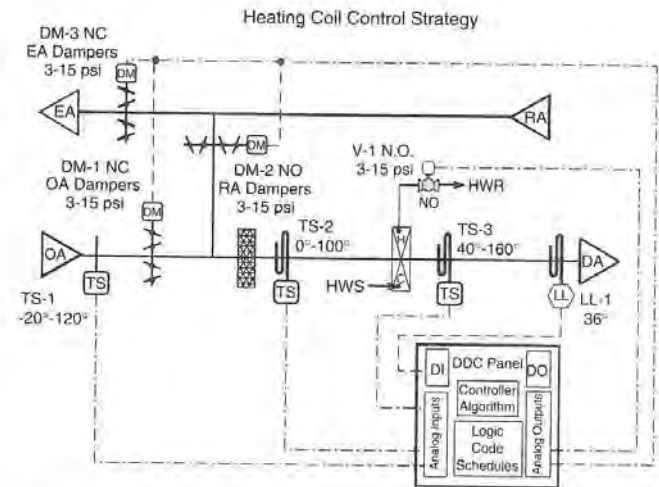 Heating Coil Control Strategy
DM-3 NC
EA Dampers
3-15 psi
DM
EA
RA
DM
DM-1 NC
OA Dampers
3-15 psi
DM
DM-2 NO
RA Dampers
3-15 psi
V-1 N.O.
3-15 psi
NO
HWR
TS-2
0°-100°
TS-3
40°-160°
H
C
HWS
OA
DA
TS
TS
TS
LL
TS-1
-20°-120°
LL-1
36°
DDC Panel
DI
DO
Controller
Algorithm
Logic
Code
Schedules
Analog Inputs
Analog Outputs